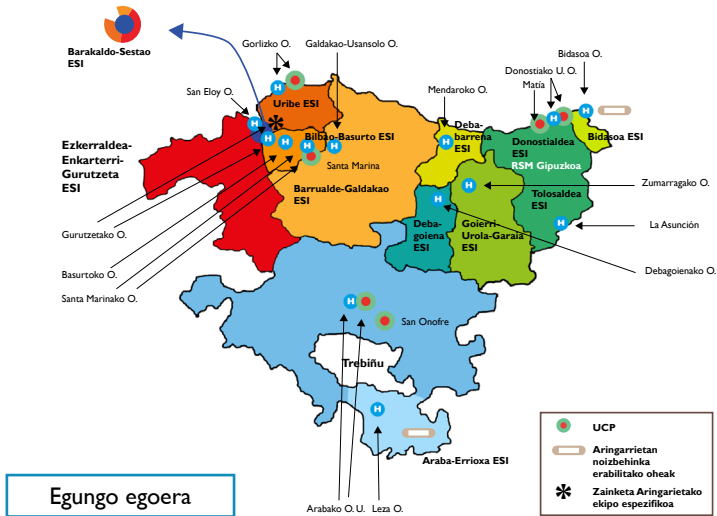 Barakaldo-Sestao
ESI
Gorlizko O.
Galdakao-Usansolo O.
Bidasoa O.
Donostiako U. O.
Matía
Mendaroko O.
San Eloy O.
H
H
H
H
H
H
H
H
H
H
H
H
H
H
Uribe ESI
Deba-
barrena
ESI
Bilbao-Basurto ESI
Donostialdea
ESI
RSM Gipuzkoa
Bidasoa ESI
Ezkerraldea-
Enkarterri-
Gurutzeta
ESI
Santa Marina
Barrualde-Galdakao
ESI
Tolosaldea
ESI
Zumarragako O.
Gurutzetako O.
Deba-
goiena
ESI
Goierri-
Urola-Garaia
ESI
La Asunción
Basurtoko O.
Debagoienako O.
Santa Marinako O.
San Onofre
Trebiñu
Araba-Errioxa ESI
UCP
Aringarrietan
noizbehinka
erabilitako oheak
Zainketa Aringarietako
ekipo espezifikoa
Egungo egoera
Arabako O. U.
Leza O.